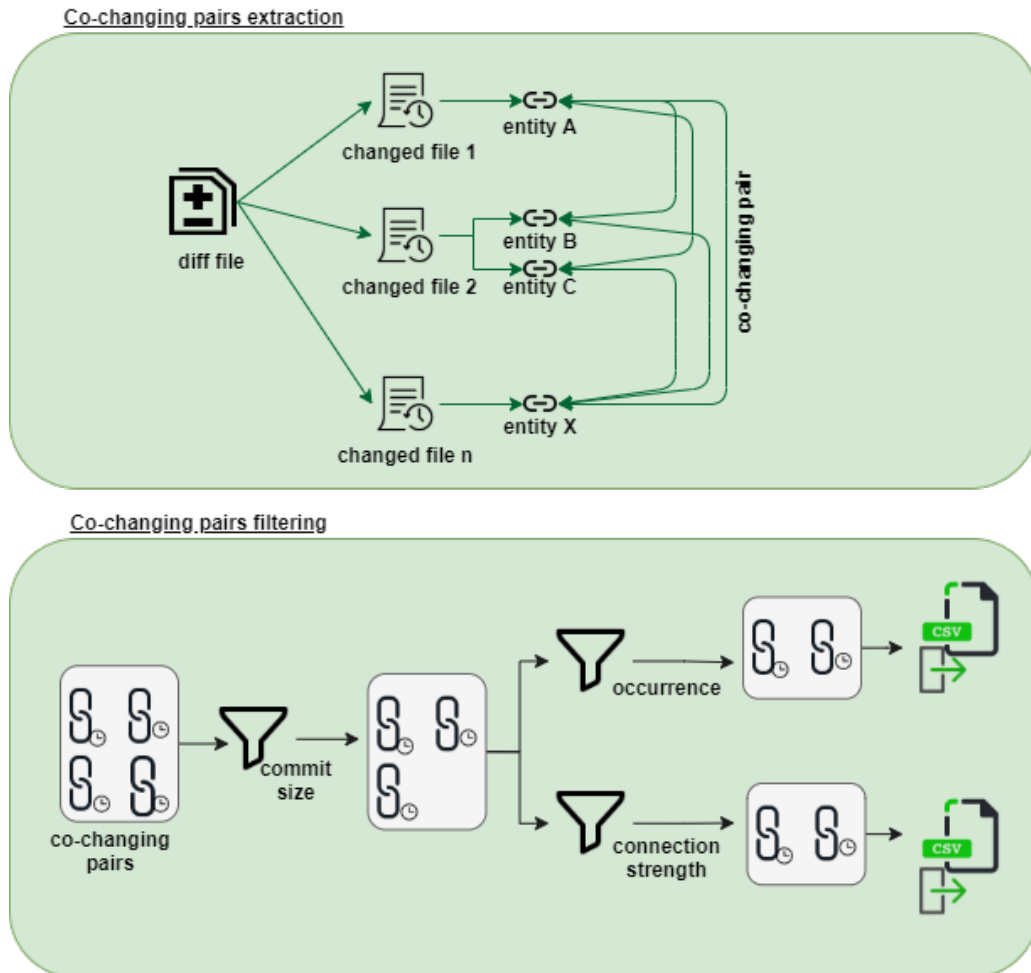 Co-changing pairs extraction
changed file 1
entity A
diff file
changed file 2
entity B
entity C
co-changing pair
changed file n
entity X
Co-changing pairs filtering
co-changing
pairs
commit
size
occurrence
CSV
connection
strength
CSV